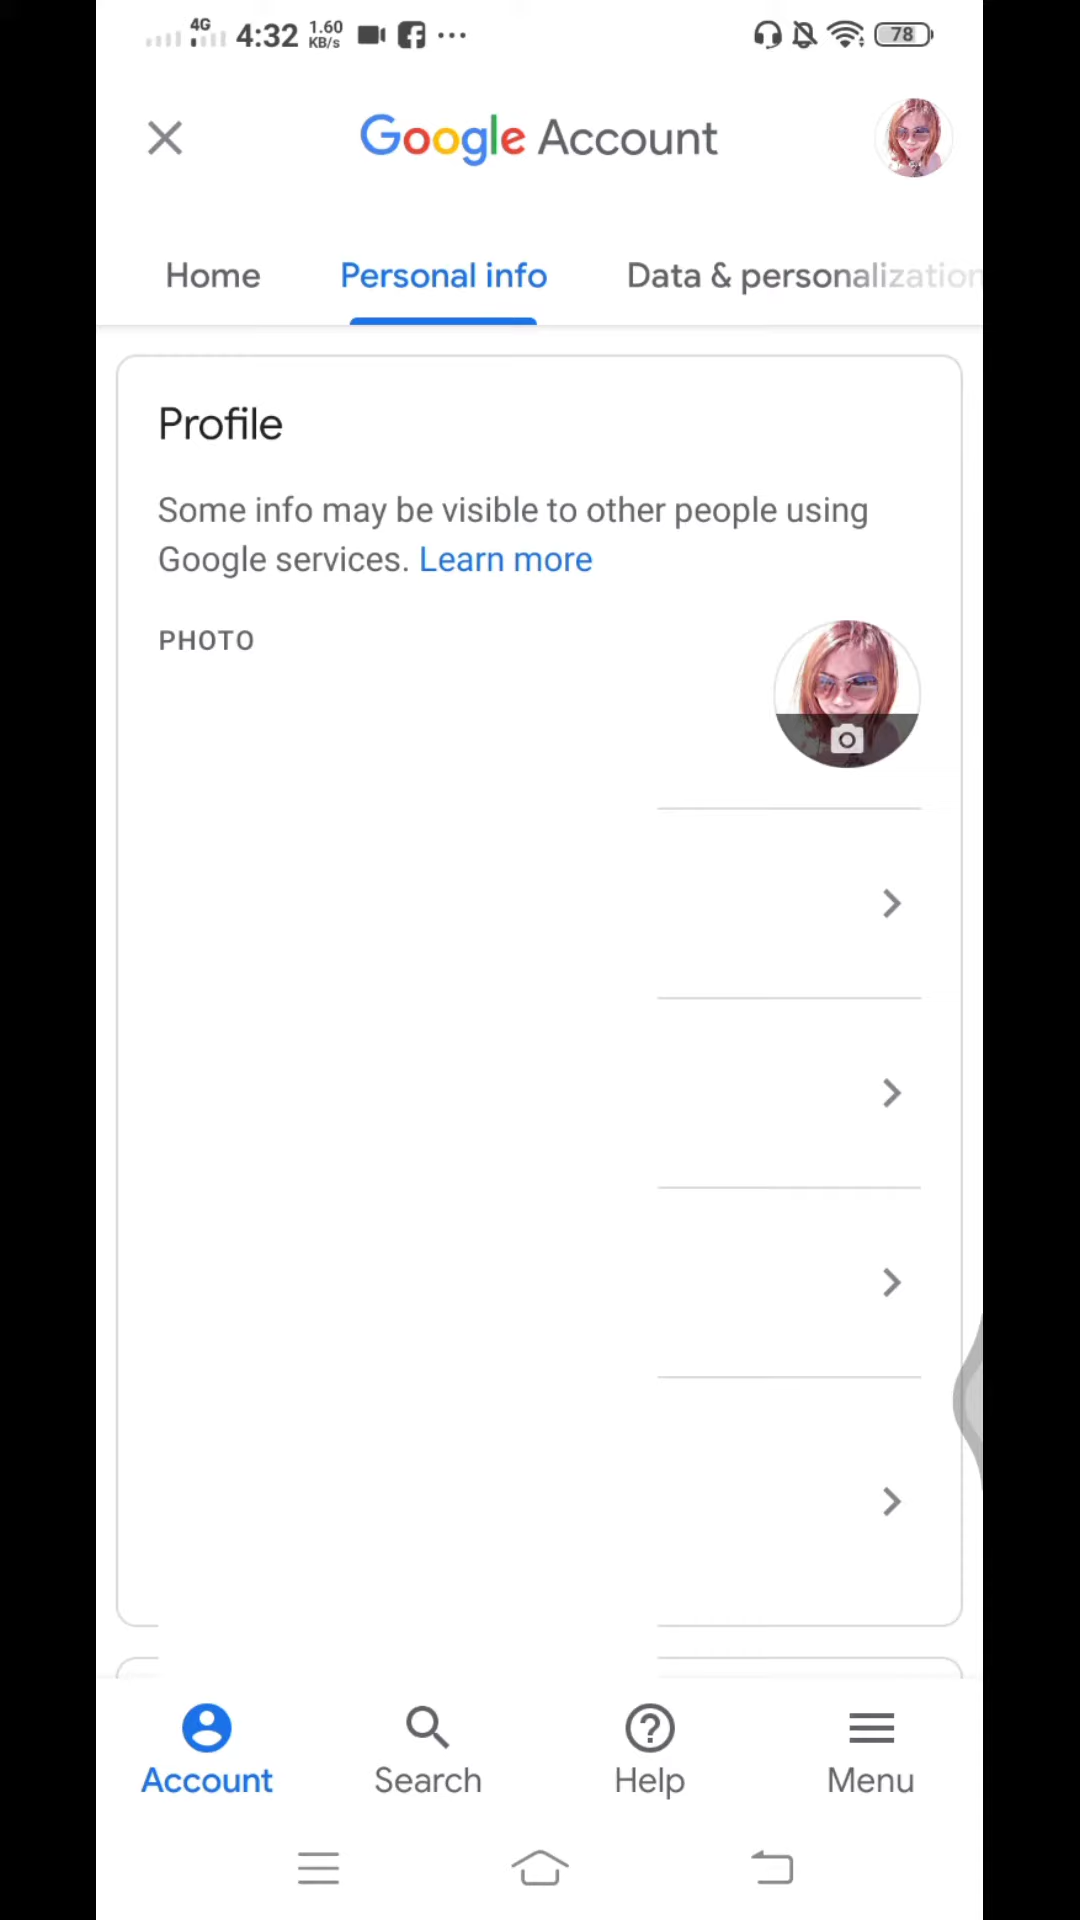 4G 4:32 1.60 KB/s ... 78
Google Account
Home Personal info Data & personalization
Profile
Some info may be visible to other people using
Google services. Learn more
PHOTO
Account Search Help Menu